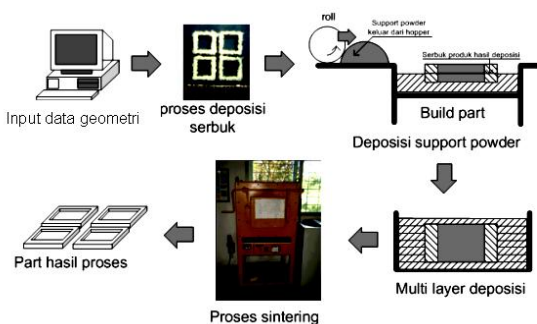 Input data geometri
proses deposisi
serbuk
roll
Support powder
keluar dari hopper
Serbuk produk hasil deposisi
Build part
Deposisi support powder
Multi layer deposisi
Proses sintering
Part hasil proses